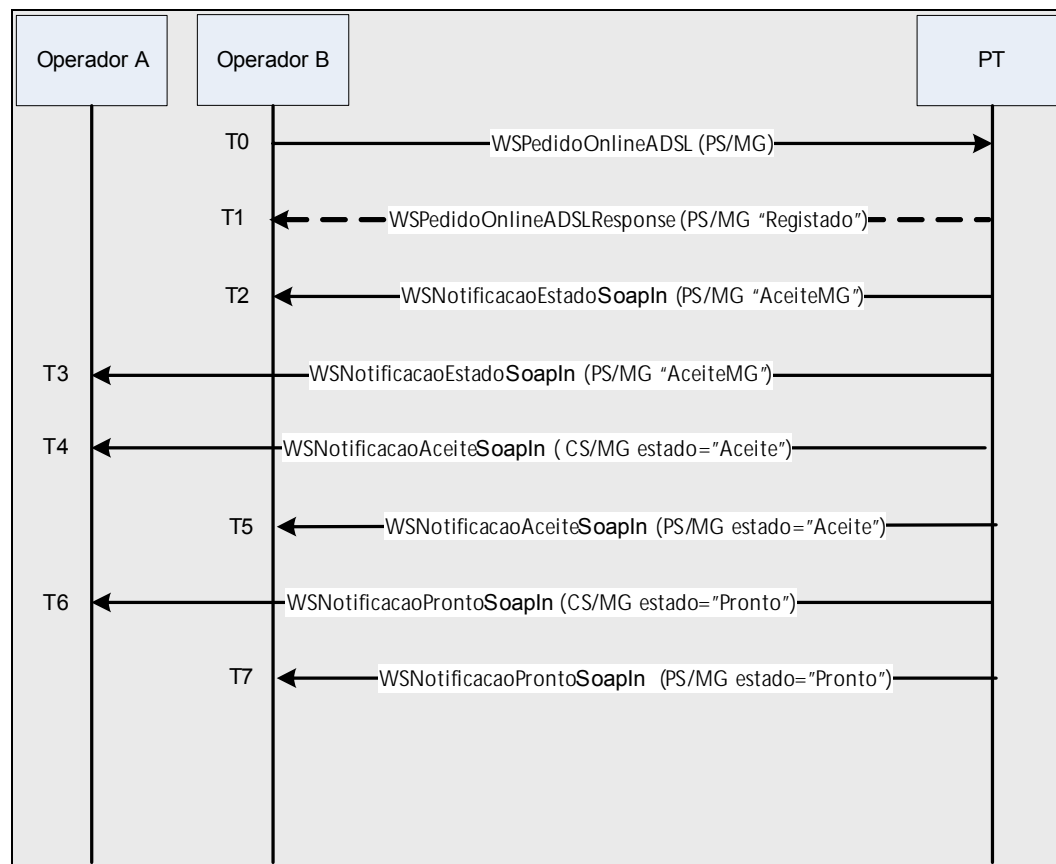 Operador A
Operador B
PT
T0
WSPedidoOnlineADSL (PS/MG)
T1
WSPedidoOnlineADSLResponse (PS/MG “Registado”)
T2
WSNotificacaoEstadoSoapIn (PS/MG “AceiteMG”)
T3
WSNotificacaoEstadoSoapIn (PS/MG “AceiteMG”)
T4
WSNotificacaoAceiteSoapIn ( CS/MG estado=”Aceite”)
T5
WSNotificacaoAceiteSoapIn (PS/MG estado=”Aceite”)
T6
WSNotificacaoProntoSoapIn (CS/MG estado=”Pronto”)
T7
WSNotificacaoProntoSoapIn (PS/MG estado=”Pronto”)